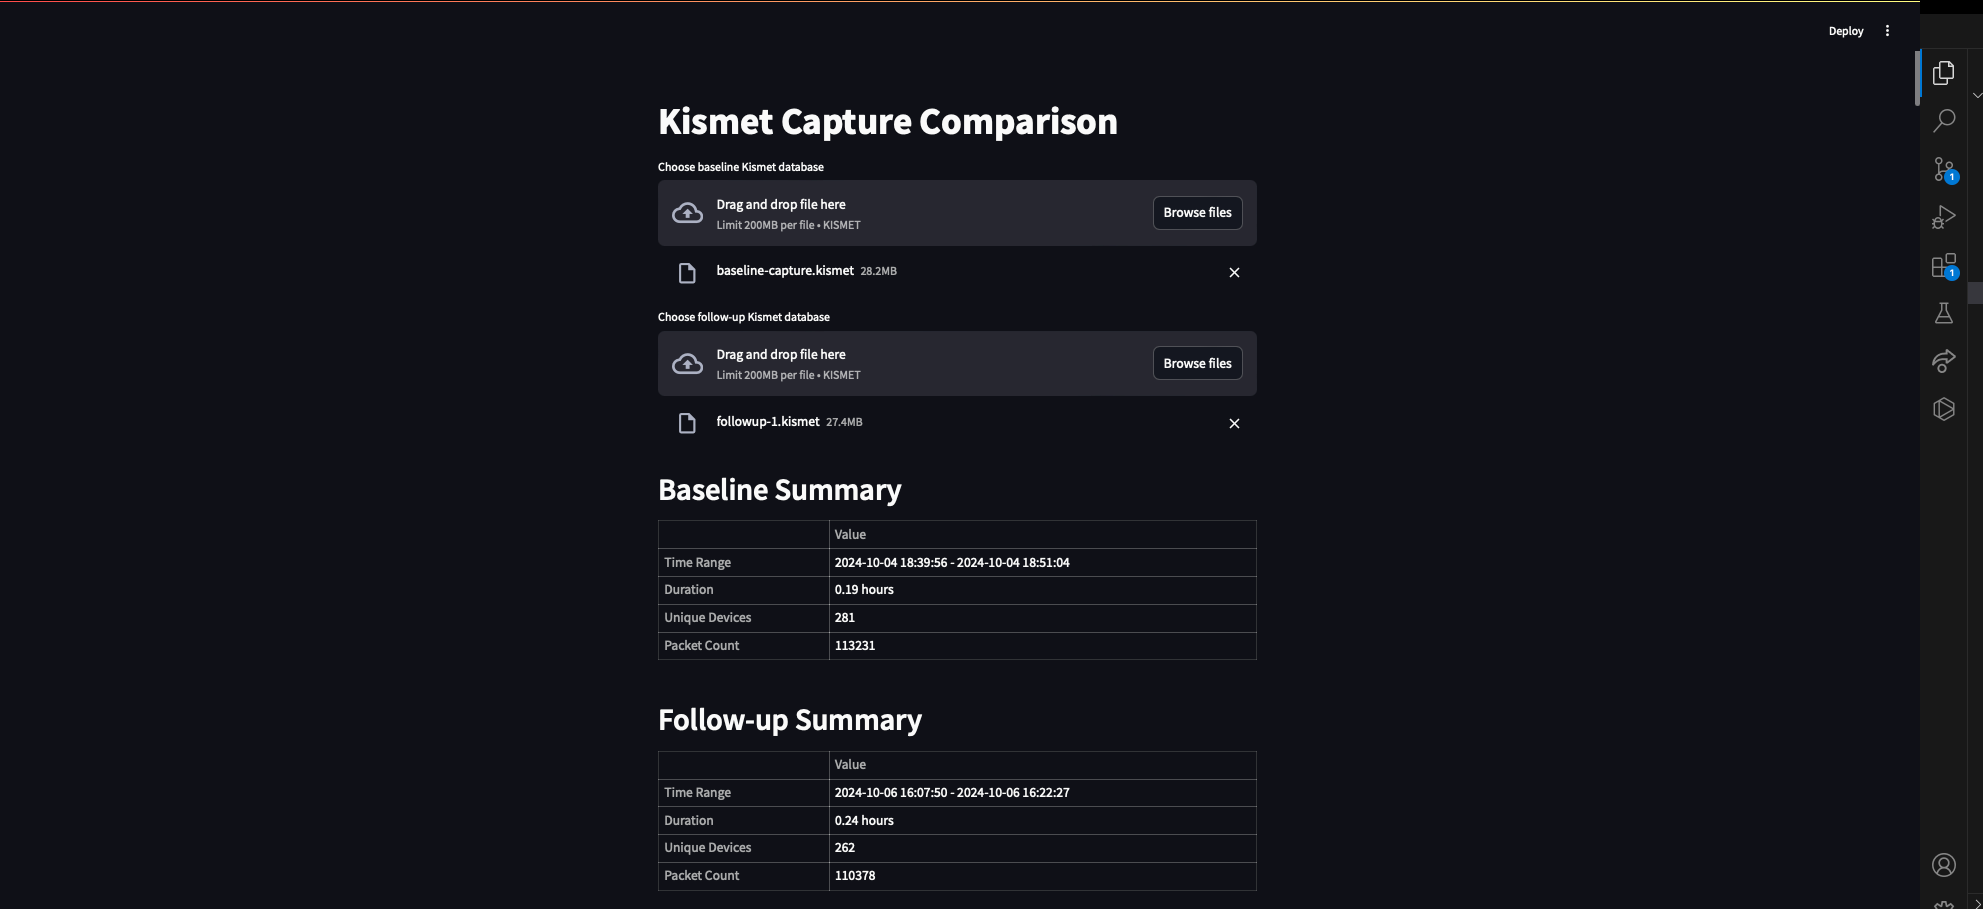 Deploy
Kismet Capture Comparison
Choose baseline Kismet database
Drag and drop file here
Limit 200MB per file • KISMET
Browse files
baseline-capture.kismet 28.2MB
Choose follow-up Kismet database
Drag and drop file here
Limit 200MB per file • KISMET
Browse files
followup-1.kismet 27.4MB
Baseline Summary
Value
Time Range 2024-10-04 18:39:56 - 2024-10-04 18:51:04
Duration 0.19 hours
Unique Devices 281
Packet Count 113231
Follow-up Summary
Value
Time Range 2024-10-06 16:07:50 - 2024-10-06 16:22:27
Duration 0.24 hours
Unique Devices 262
Packet Count 110378
1
1